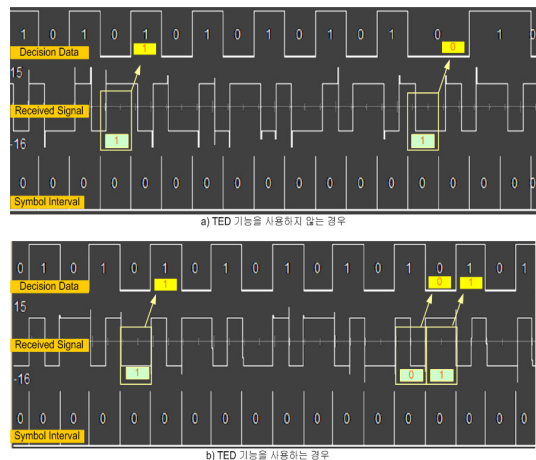 1 0 1 0 1 0 1 0 1 0 1 0 1 0 1 0
Decision Data
1
0
15
Received Signal
-16
1
1
0 0 0 0 0 0 0 0 0 0 0 0 0 0 0 0 0 0
Symbol Interval
a) TED 기능을 사용하지 않는 경우
0 1 0 1 0 1 0 1 0 1 0 1 0 1 0 1 0 1
Decision Data
1
0 1
15
Received Signal
-16
1
0 1
0 0 0 0 0 0 0 0 0 0 0 0 0 0 0 0 0 0
Symbol Interval
b) TED 기능을 사용하는 경우